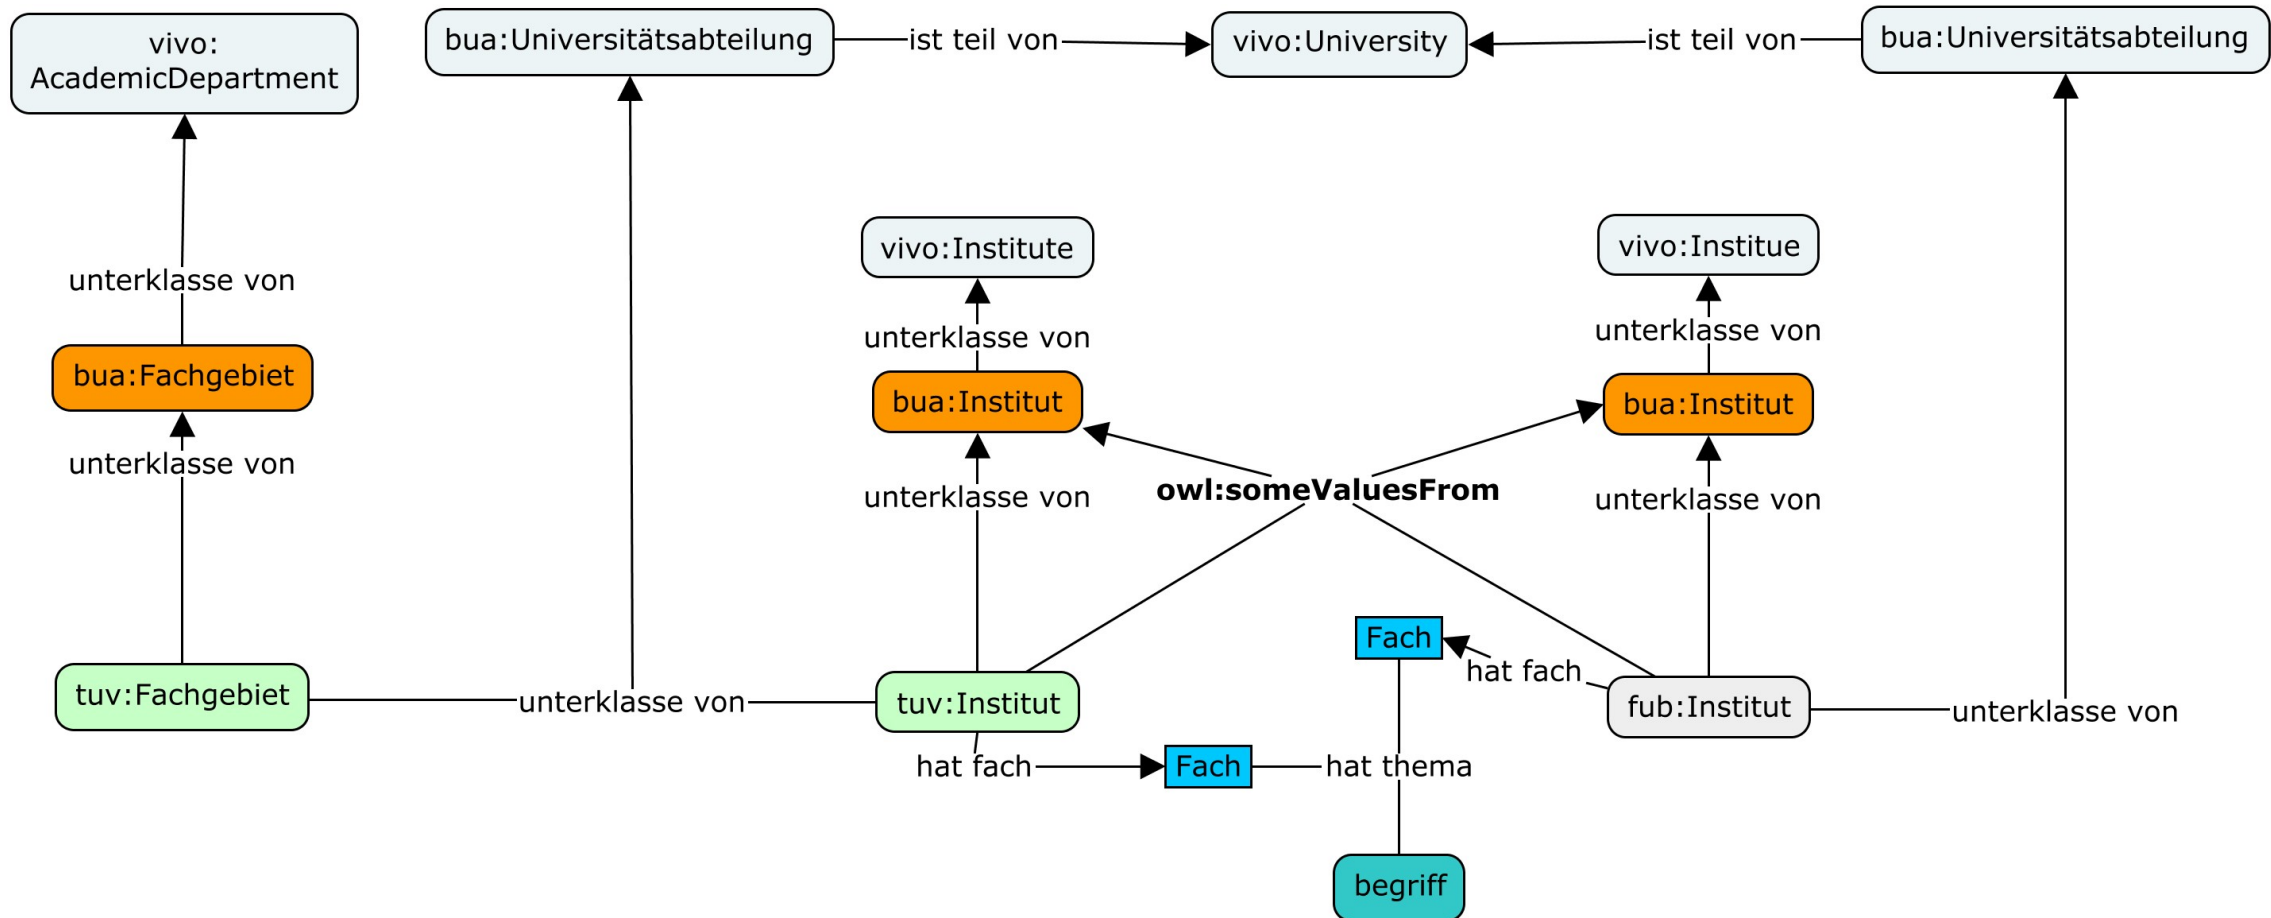 vivo:
AcademicDepartment
bua:Universitätsabteilung
ist teil von
vivo:University
ist teil von
bua:Universitätsabteilung
vivo:Institute
vivo:Institue
unterklasse von
unterklasse von
unterklasse von
bua:Fachgebiet
bua:Institut
bua:Institut
unterklasse von
unterklasse von
owl:someValuesFrom
unterklasse von
Fach
hat fach
tuv:Fachgebiet
unterklasse von
tuv:Institut
fub:Institut
unterklasse von
hat fach
Fach
hat thema
begriff